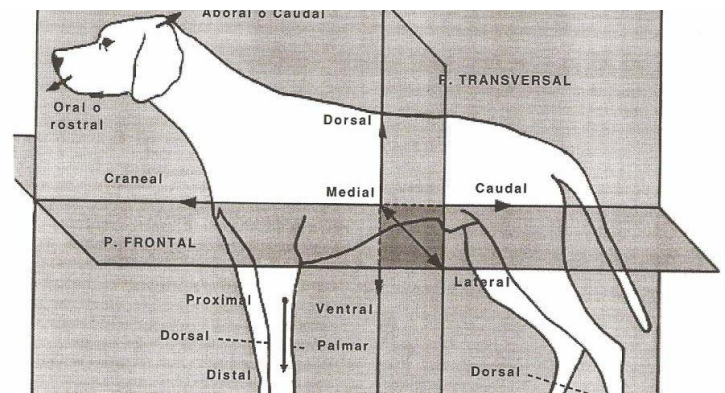 Aboral o Caudal
P. TRANSVERSAL
Oral o
rostral
Dorsal
Craneal
Medial
Caudal
P. FRONTAL
Lateral
Proximal
Ventral
Dorsal
Palmar
Distal
Dorsal